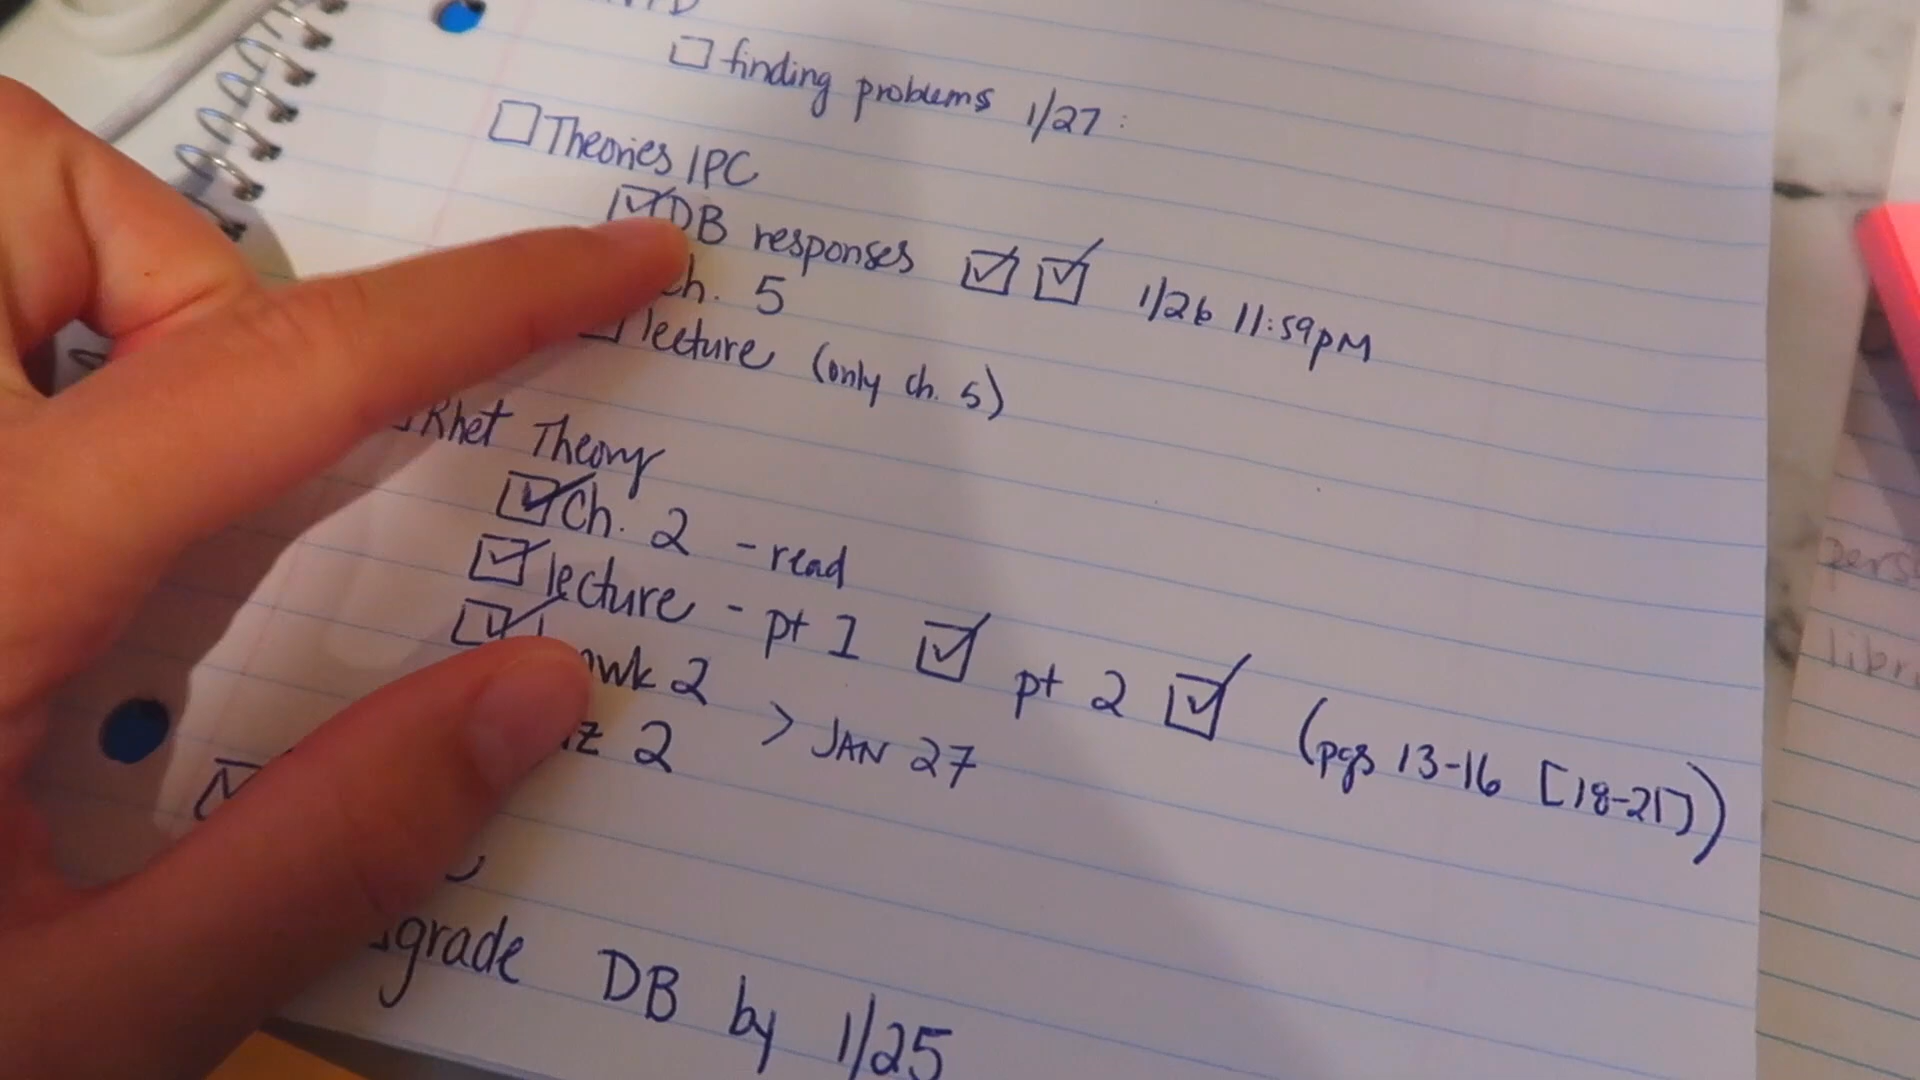 finding problems 1/27:
Theories IPC
DB responses 1/26 11:59pm
ch. 5
lecture (only ch. 5)
Rhet Theory
Ch. 2 - read
lecture - pt 1 pt 2 (pgs 13-16 [18-21])
2
2 > JAN 27
grade DB by 1/25